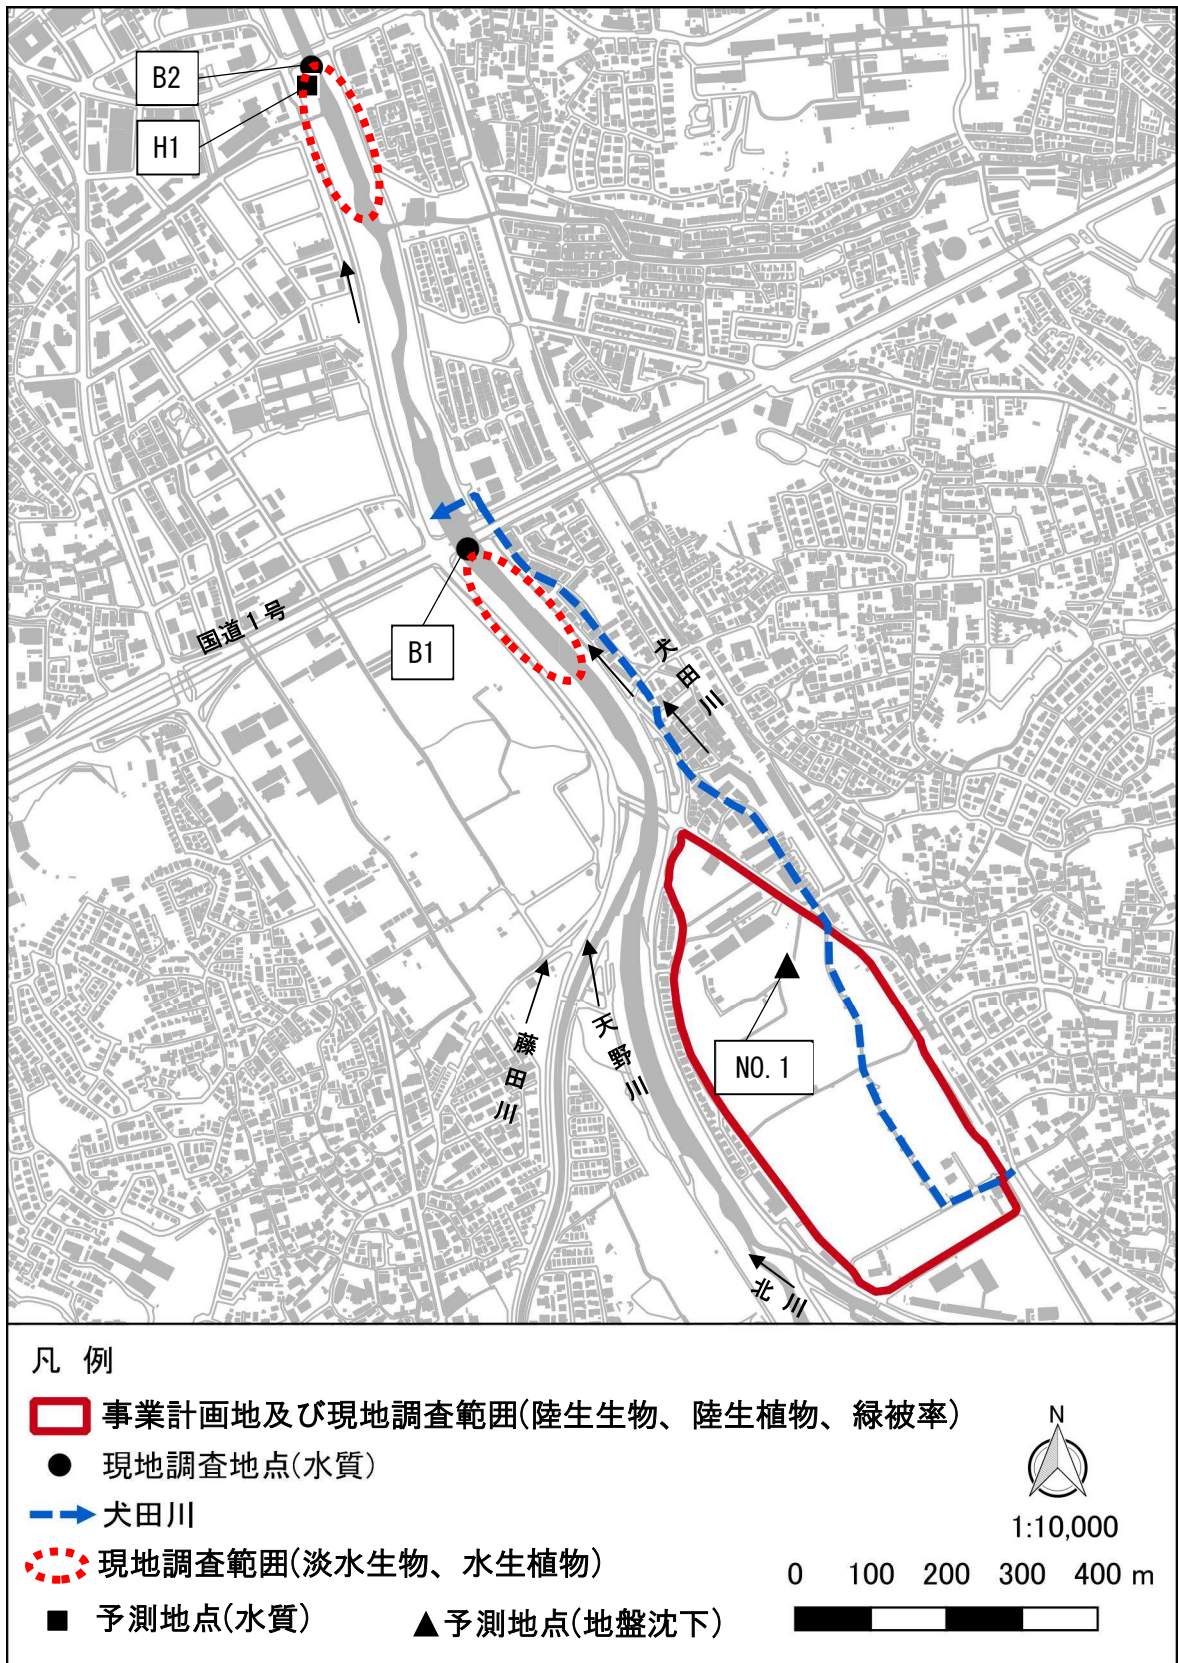 B2
H1
国道1号
B1
犬田川
藤田川
天野川
NO. 1
北川
凡 例
事業計画地及び現地調査範囲(陸生生物、陸生植物、緑被率)
現地調査地点(水質)
犬田川
現地調査範囲(淡水生物、水生植物)
予測地点(水質)
予測地点(地盤沈下)
N
1:10,000
0 100 200 300 400 m